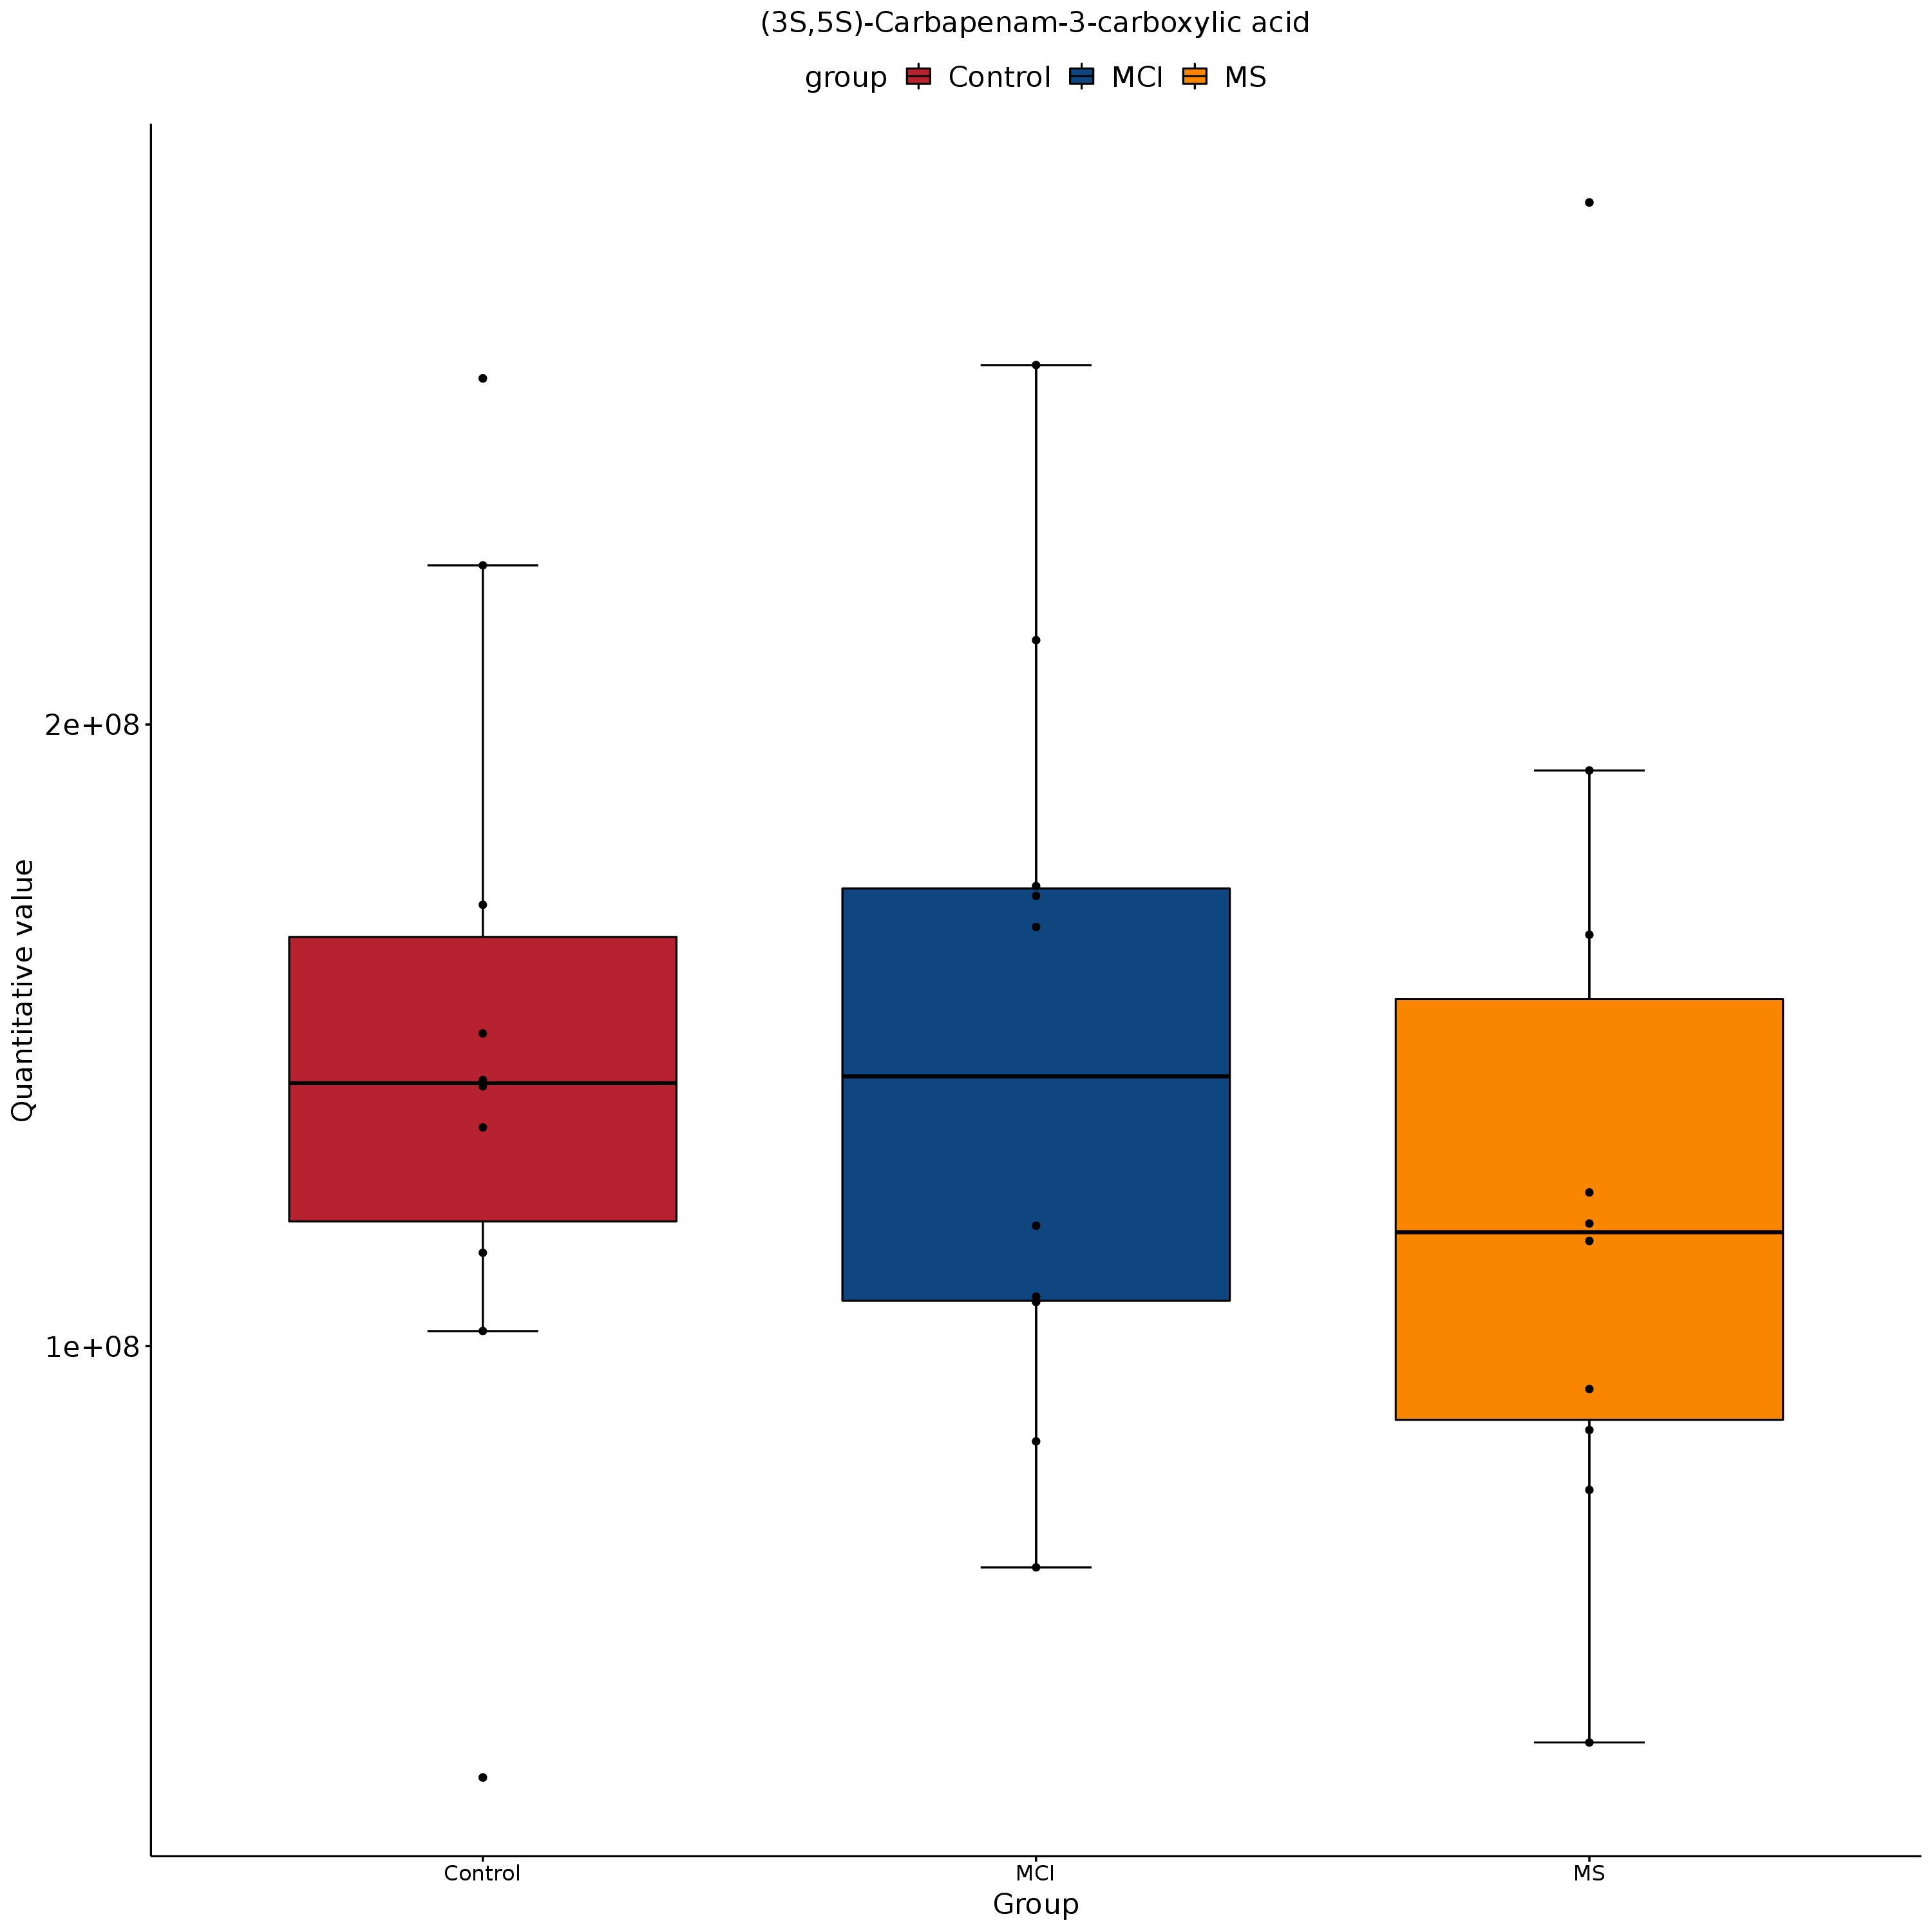 (3S,5S)-Carbapenam-3-carboxylic acid
group Control MCI MS
Quantitative value
2e+08
1e+08
Control MCI MS
Group